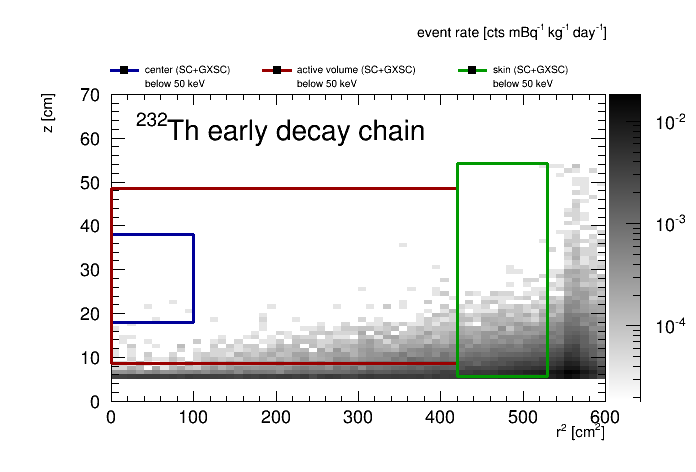 event rate [cts mBq⁻¹ kg⁻¹ day⁻¹]
center (SC+GXSC)
below 50 keV
active volume (SC+GXSC)
below 50 keV
skin (SC+GXSC)
below 50 keV
z [cm]
²³²Th early decay chain
70
60
50
40
30
20
10
0
10⁻²
10⁻³
10⁻⁴
0 100 200 300 400 500 600
r² [cm²]